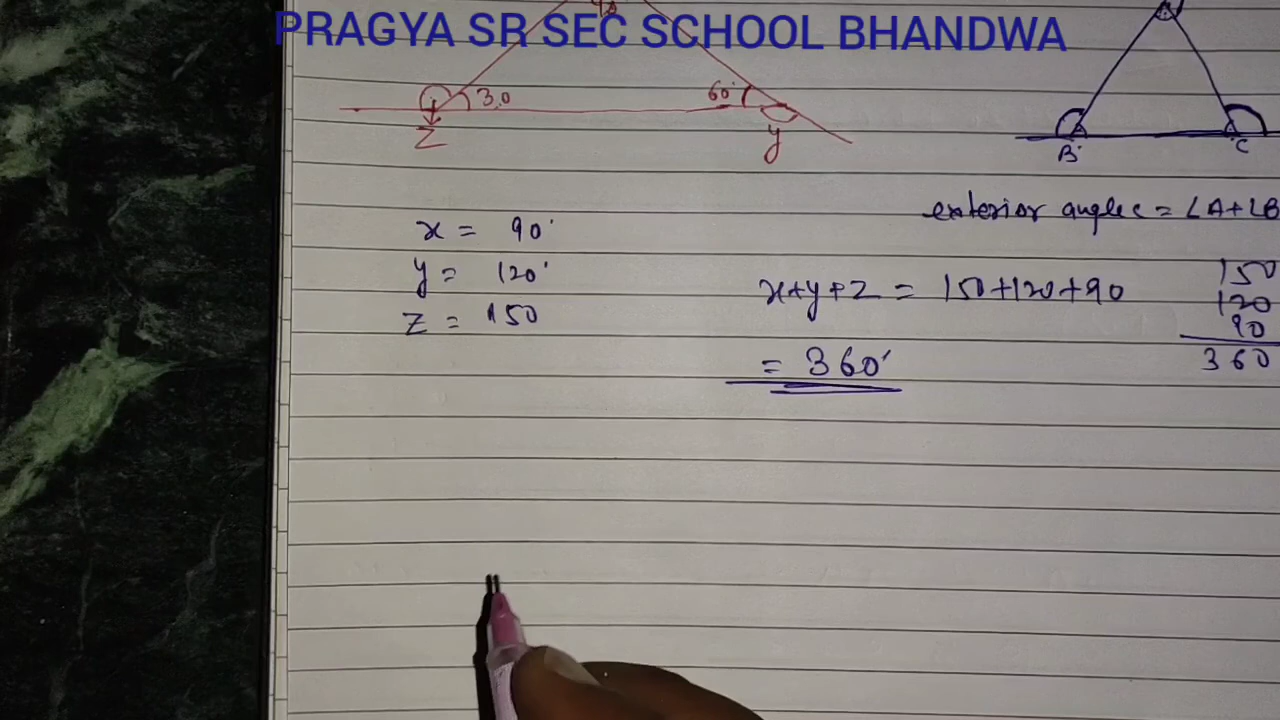 PRAGYA SR SEC SCHOOL BHANDWA
30
60°
Z
y
B
C
exterior angle = ∠A+∠B
x = 90°
y = 120°
z = 150
x+y+z = 150+120+90
= 360°
150
120
90
360